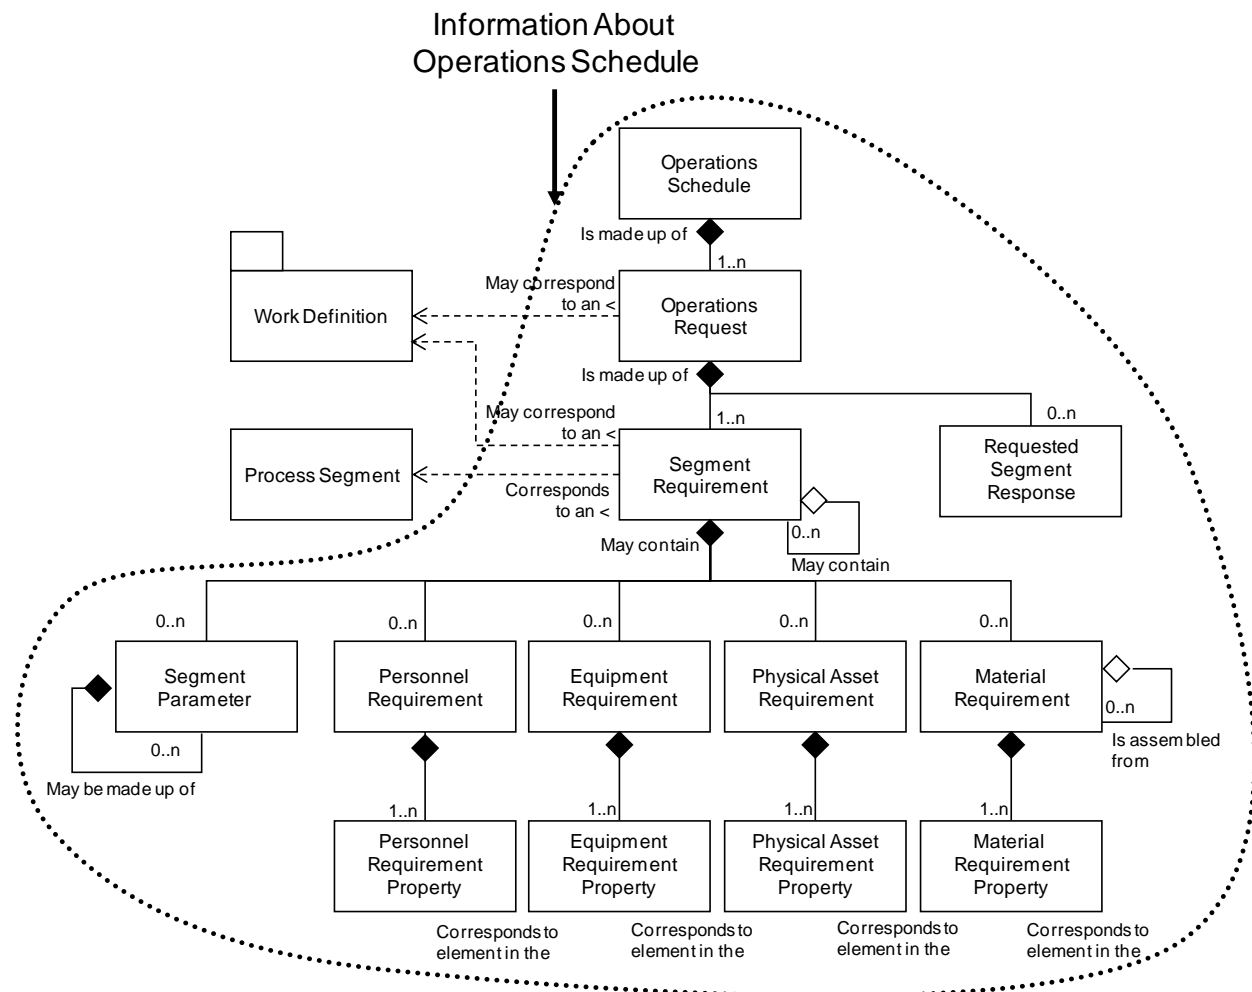 Information About
Operations Schedule
Operations
Schedule
Is made up of
1..n
May correspond
to an <
Work Definition
Operations
Request
Is made up of
May correspond
to an <
1..n
0..n
Process Segment
Segment
Requirement
Requested
Segment
Response
Corresponds
to an <
0..n
May contain
May contain
0..n
0..n
0..n
0..n
0..n
Segment
Parameter
Personnel
Requirement
Equipment
Requirement
Physical Asset
Requirement
Material
Requirement
0..n
0..n
Is assembled
from
May be made up of
1..n
1..n
1..n
1..n
Personnel
Requirement
Property
Equipment
Requirement
Property
Physical Asset
Requirement
Property
Material
Requirement
Property
Corresponds to
element in the
Corresponds to
element in the
Corresponds to
element in the
Corresponds to
element in the